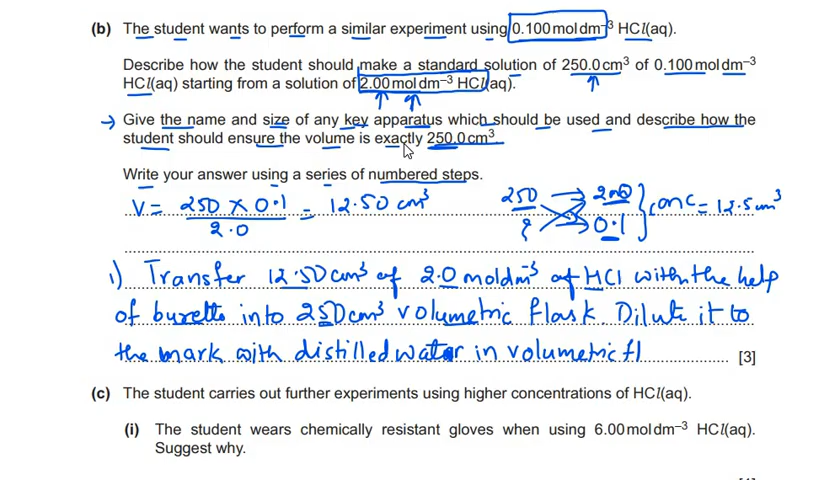 (b) The student wants to perform a similar experiment using 0.100 mol dm⁻³ HCl(aq).
Describe how the student should make a standard solution of 250.0 cm³ of 0.100 mol dm⁻³
HCl(aq) starting from a solution of 2.00 mol dm⁻³ HCl(aq).
→ Give the name and size of any key apparatus which should be used and describe how the
student should ensure the volume is exactly 250.0 cm³.
Write your answer using a series of numbered steps.
V = 250 × 0.1 / 2.0 = 12.50 cm³
250 → 2
? → 0.1 } conc = 12.5 cm³
1) Transfer 12.50 cm³ of 2.0 mol dm⁻³ of HCl with the help
of burette into 250 cm³ volumetric flask. Dilute it to
the mark with distilled water in volumetric fl
[3]
(c) The student carries out further experiments using higher concentrations of HCl(aq).
(i) The student wears chemically resistant gloves when using 6.00 mol dm⁻³ HCl(aq).
Suggest why.